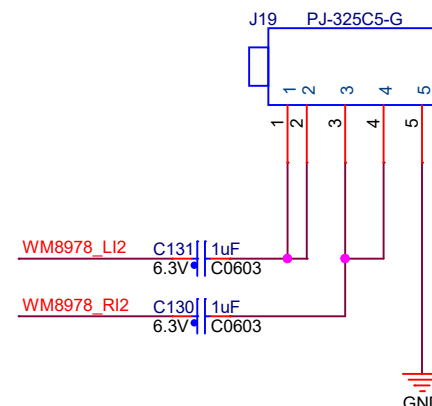 J19 PJ-325C5-G
1 2 3 4 5
1 2 3 4 5
WM8978_LI2 C131 1uF
6.3V C0603
WM8978_RI2 C130 1uF
6.3V C0603
GND